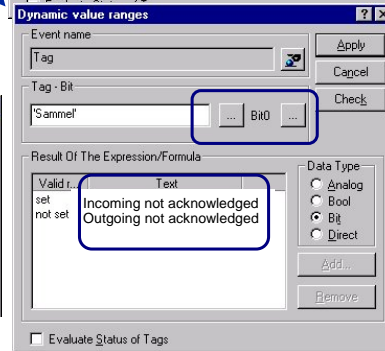 Dynamic value ranges
Event name
Tag
Apply
Cancel
Tag - Bit
'Sammel'
... Bit0 ...
Check
Result Of The Expression/Formula
Valid r... Text
set Incoming not acknowledged
not set Outgoing not acknowledged
Data Type
Analog
Bool
Bit
Direct
Add...
Remove
Evaluate Status of Tags